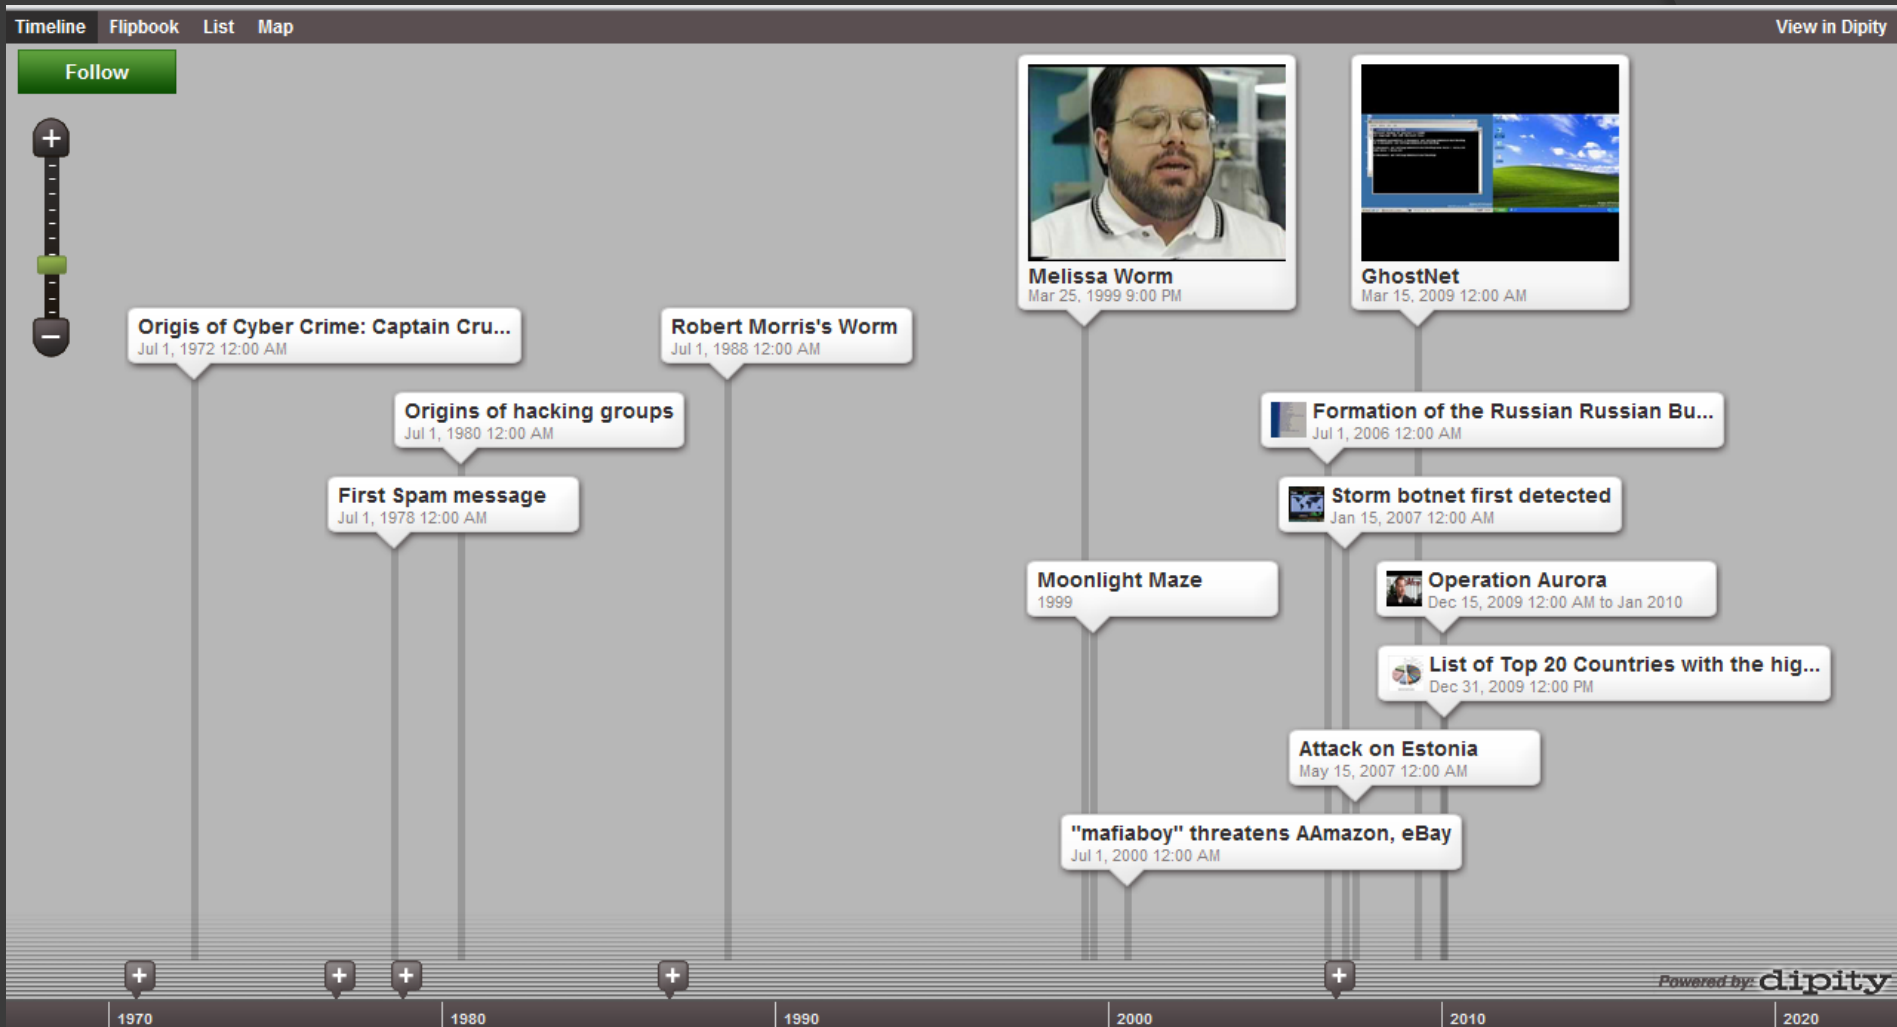 Timeline Flipbook List Map View in Dipity
Follow
Melissa Worm
Mar 25, 1999 9:00 PM
GhostNet
Mar 15, 2009 12:00 AM
Origis of Cyber Crime: Captain Cru...
Jul 1, 1972 12:00 AM
Robert Morris's Worm
Jul 1, 1988 12:00 AM
Origins of hacking groups
Jul 1, 1980 12:00 AM
Formation of the Russian Russian Bu...
Jul 1, 2006 12:00 AM
First Spam message
Jul 1, 1978 12:00 AM
Storm botnet first detected
Jan 15, 2007 12:00 AM
Moonlight Maze
1999
Operation Aurora
Dec 15, 2009 12:00 AM to Jan 2010
List of Top 20 Countries with the hig...
Dec 31, 2009 12:00 PM
Attack on Estonia
May 15, 2007 12:00 AM
"mafiaboy" threatens AAmazon, eBay
Jul 1, 2000 12:00 AM
Powered by: dipity
1970 1980 1990 2000 2010 2020